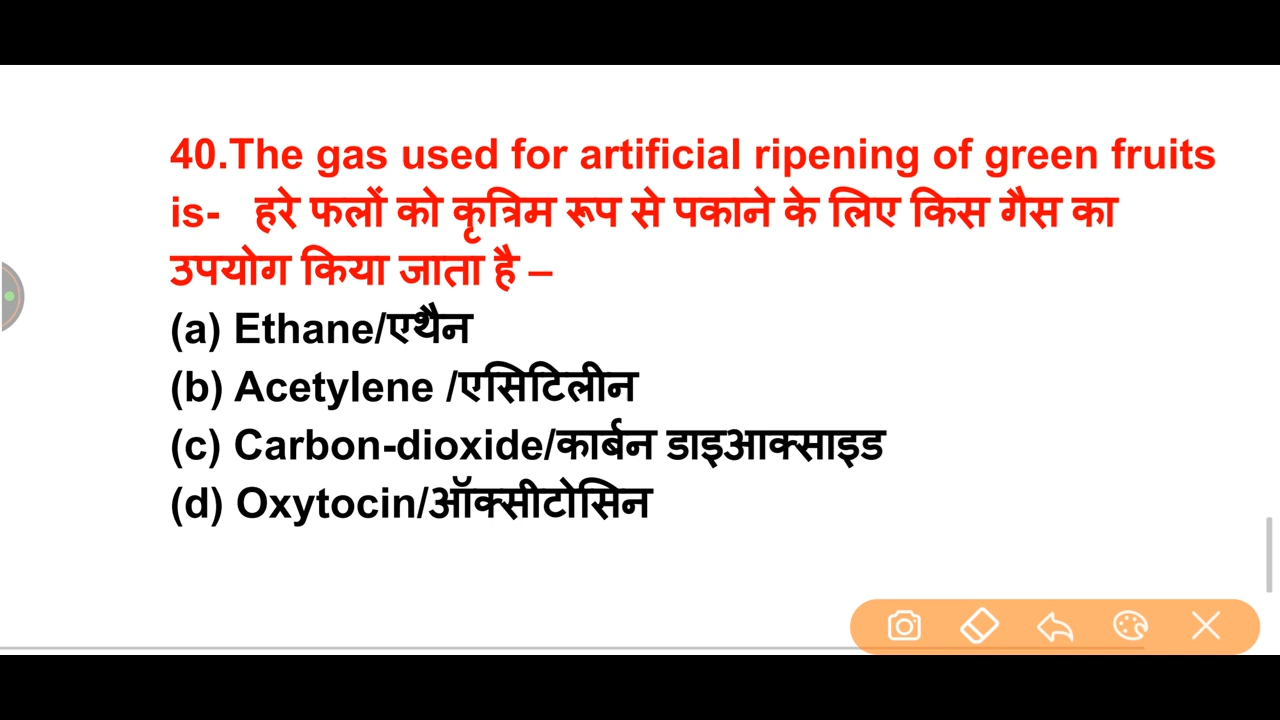 40.The gas used for artificial ripening of green fruits
is- हरे फलों को कृत्रिम रूप से पकाने के लिए किस गैस का
उपयोग किया जाता है –
(a) Ethane/एथैन
(b) Acetylene /एसिटिलीन
(c) Carbon-dioxide/कार्बन डाइआक्साइड
(d) Oxytocin/ऑक्सीटोसिन